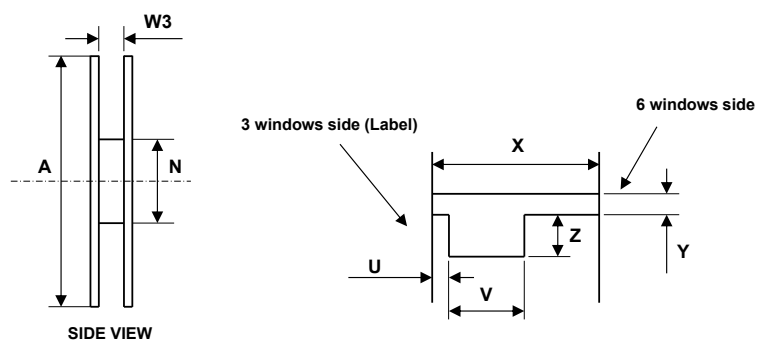 W3
6 windows side
3 windows side (Label)
X
A
N
Z
Y
U
V
SIDE VIEW